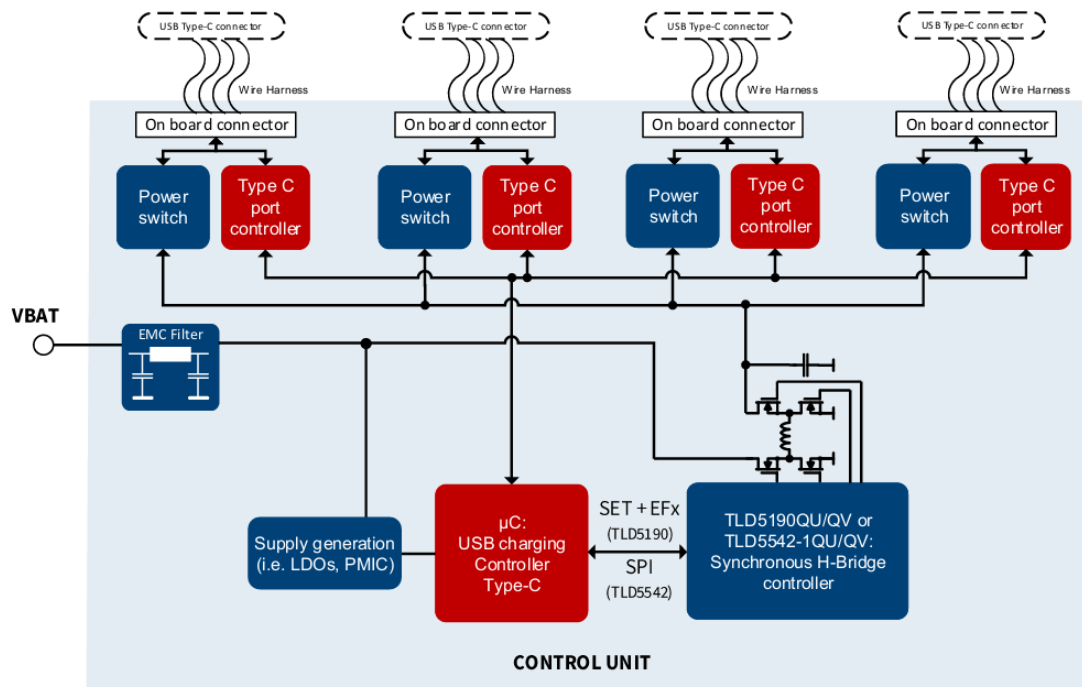 USB Type-C connector
USB Type-C connector
USB Type-C connector
USB Type-C connector
Wire Harness
Wire Harness
Wire Harness
Wire Harness
On board connector
On board connector
On board connector
On board connector
Power
switch
Type C
port
controller
Power
switch
Type C
port
controller
Power
switch
Type C
port
controller
Power
switch
Type C
port
controller
VBAT
EMC Filter
Supply generation
(i.e. LDOs, PMIC)
µC:
USB charging
Controller
Type-C
SET + EFx
(TLD5190)
SPI
(TLD5542)
TLD5190QU/QV or
TLD5542-1QU/QV:
Synchronous H-Bridge
controller
CONTROL UNIT